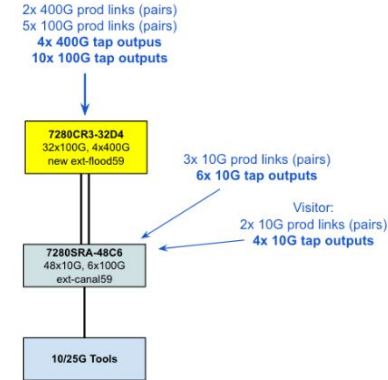 2x 400G prod links (pairs)
5x 100G prod links (pairs)
4x 400G tap outpus
10x 100G tap outputs
7280CR3-32D4
32x100G, 4x400G
new ext-flood59
3x 10G prod links (pairs)
6x 10G tap outputs
Visitor:
2x 10G prod links (pairs)
4x 10G tap outputs
7280SRA-48C6
48x10G, 6x100G
ext-canal59
10/25G Tools